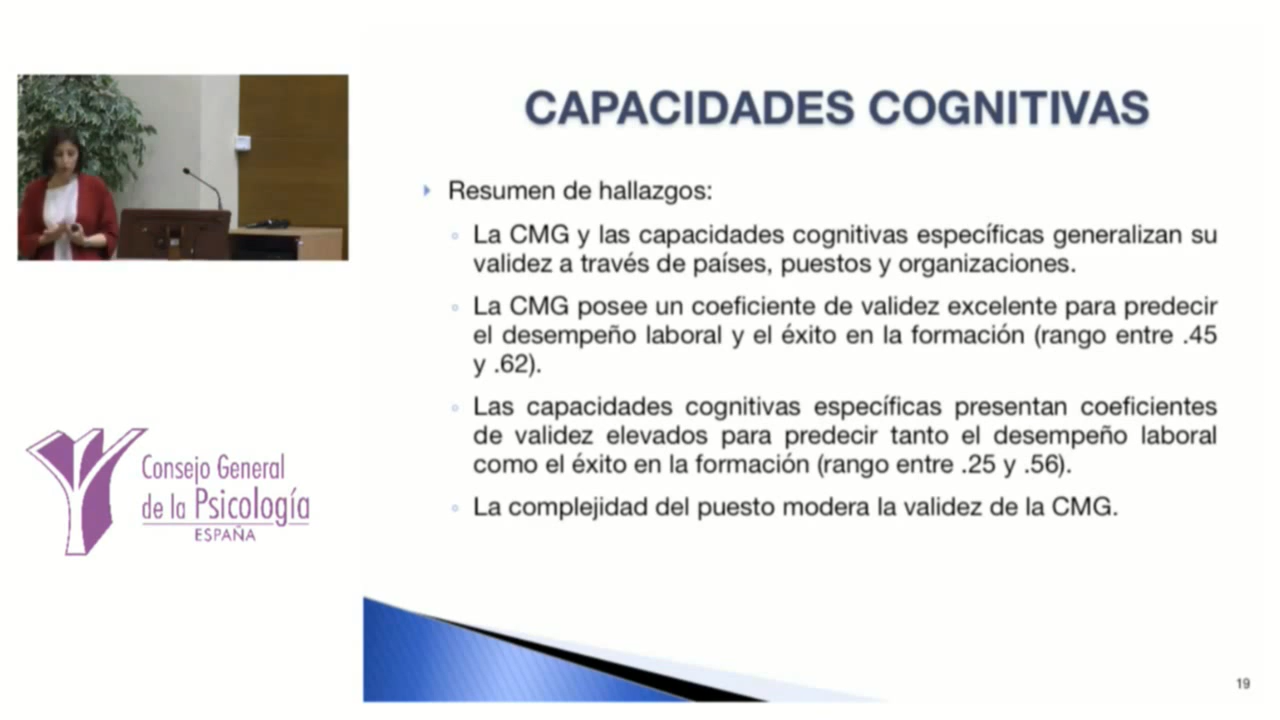 CAPACIDADES COGNITIVAS
Resumen de hallazgos:
La CMG y las capacidades cognitivas específicas generalizan su
validez a través de países, puestos y organizaciones.
La CMG posee un coeficiente de validez excelente para predecir
el desempeño laboral y el éxito en la formación (rango entre .45
y .62).
Las capacidades cognitivas específicas presentan coeficientes
de validez elevados para predecir tanto el desempeño laboral
como el éxito en la formación (rango entre .25 y .56).
La complejidad del puesto modera la validez de la CMG.
Consejo General
de la Psicología
ESPAÑA
19